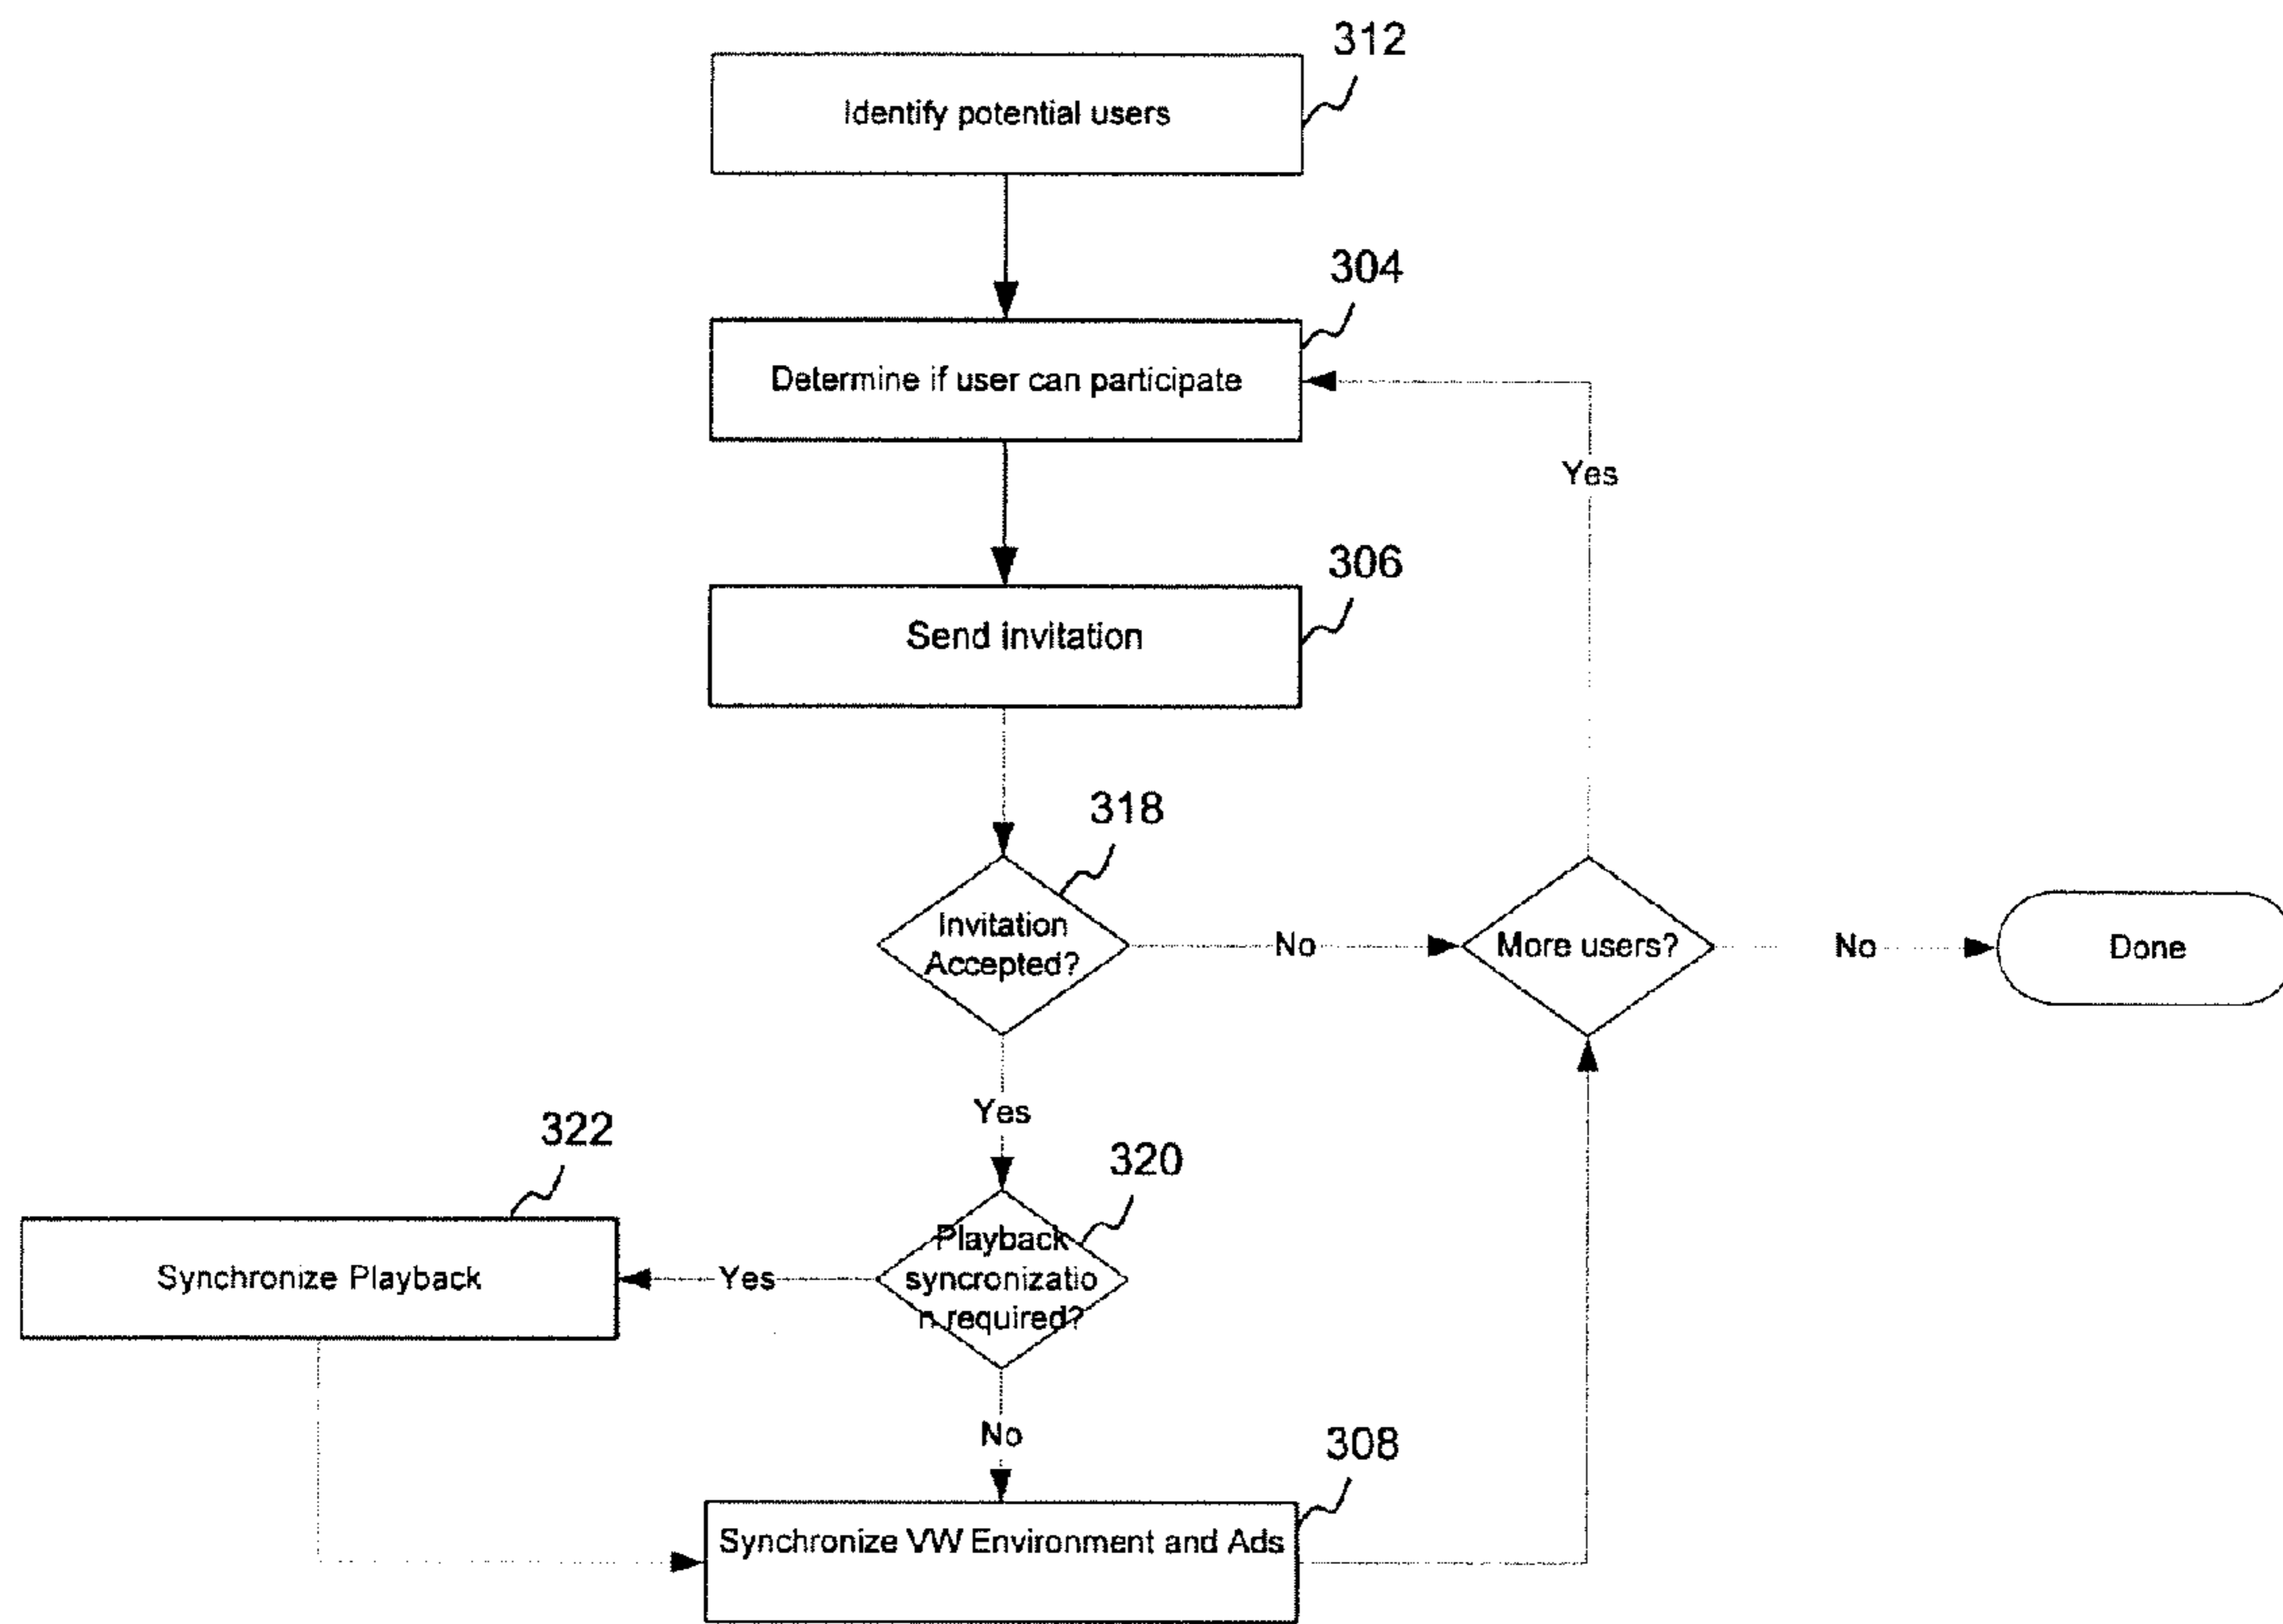 312
Identify potential users
304
Determine if user can participate
Yes
306
Send invitation
318
Invitation
Accepted?
No
More users?
No
Done
Yes
322
320
Synchronize Playback
Yes
Playback
syncronizatio
n required?
No
308
Synchronize VW Environment and Ads